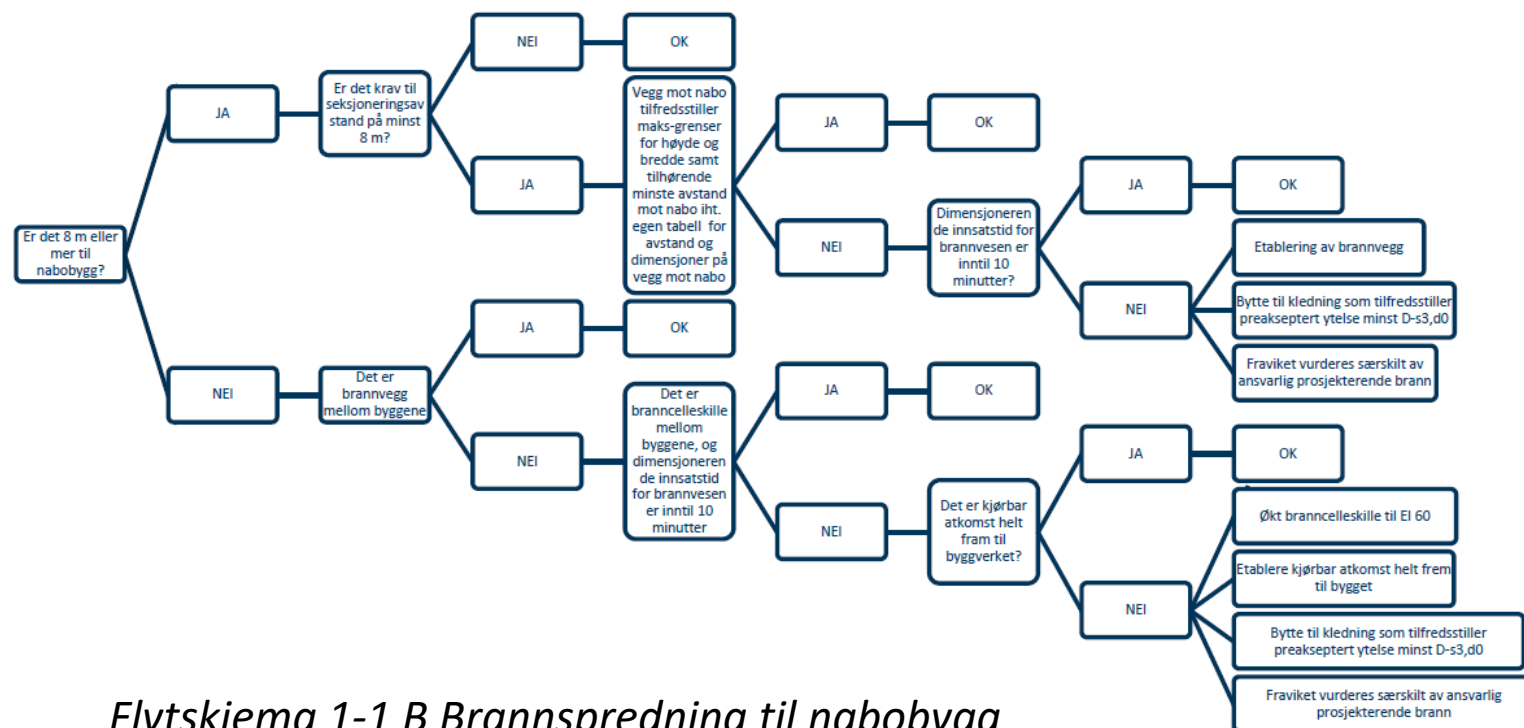 Er det 8 m eller
mer til
nabobygg?
JA
Er det krav til
seksjoneringsav
stand på minst
8 m?
NEI
OK
JA
Vegg mot nabo
tilfredsstiller
maks-grenser
for høyde og
bredde samt
tilhørende
minste avstand
mot nabo iht.
egen tabell for
avstand og
dimensjoner på
vegg mot nabo
JA
OK
NEI
Dimensjoneren
de innsatstid for
brannvesen er
inntil 10
minutter?
JA
OK
NEI
Etablering av brannvegg
Bytte til kledning som tilfredsstiller
preakseptert ytelse minst D-s3,d0
Fraviket vurderes særskilt av
ansvarlig prosjekterende brann
NEI
Det er
brannvegg
mellom byggene
JA
OK
NEI
Det er
branncelleskille
mellom
byggene, og
dimensjoneren
de innsatstid
for brannvesen
er inntil 10
minutter
JA
OK
NEI
Det er kjørbar
atkomst helt
fram til
byggverket?
JA
OK
NEI
Økt branncelleskille til EI 60
Etablere kjørbar atkomst helt frem
til bygget
Bytte til kledning som tilfredsstiller
preakseptert ytelse minst D-s3,d0
Fraviket vurderes særskilt av ansvarlig
prosjekterende brann
Flytskjema 1-1 B Brannspredning til nabobygg